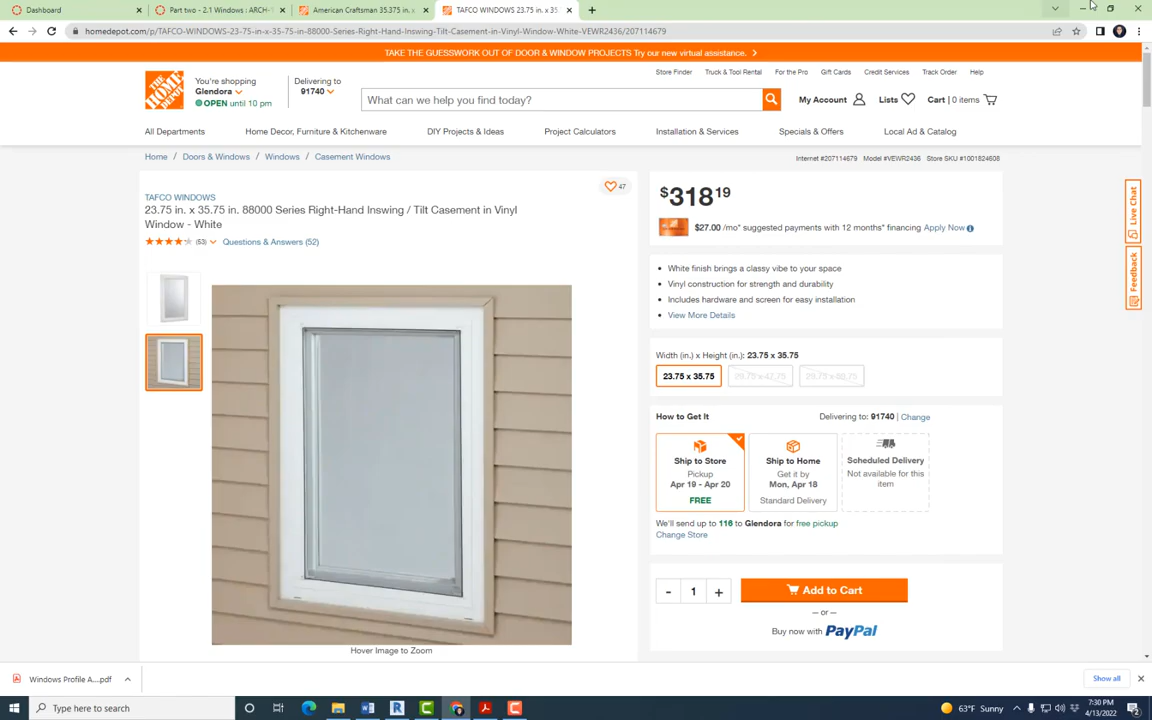 Dashboard
Part two - 2.1 Windows : ARCH-1
American Craftsman 35.375 in. x
TAFCO WINDOWS 23.75 in. x 35
homedepot.com/p/TAFCO-WINDOWS-23-75-in-x-35-75-in-88000-Series-Right-Hand-Inswing-Tilt-Casement-in-Vinyl-Window-White-VEWR2436/207114679
TAKE THE GUESSWORK OUT OF DOOR & WINDOW PROJECTS Try our new virtual assistance.
Store Finder Truck & Tool Rental For the Pro Gift Cards Credit Services Track Order Help
THE HOME DEPOT
You're shopping
Glendora
OPEN until 10 pm
Delivering to
91740
What can we help you find today?
My Account Lists Cart | 0 items
All Departments Home Decor, Furniture & Kitchenware DIY Projects & Ideas Project Calculators Installation & Services Specials & Offers Local Ad & Catalog
Home / Doors & Windows / Windows / Casement Windows
Internet #207114679 Model #VEWR2436 Store SKU #1001824608
47
TAFCO WINDOWS
23.75 in. x 35.75 in. 88000 Series Right-Hand Inswing / Tilt Casement in Vinyl
Window - White
(53) Questions & Answers (52)
Hover Image to Zoom
$318 19
$27.00 /mo* suggested payments with 12 months* financing Apply Now
White finish brings a classy vibe to your space
Vinyl construction for strength and durability
Includes hardware and screen for easy installation
View More Details
Width (in.) x Height (in.): 23.75 x 35.75
23.75 x 35.75
How to Get It
Delivering to: 91740 | Change
Ship to Store
Pickup
Apr 19 - Apr 20
FREE
Ship to Home
Get it by
Mon, Apr 18
Standard Delivery
Scheduled Delivery
Not available for this
item
We'll send up to 116 to Glendora for free pickup
Change Store
- 1 +
Add to Cart
— or —
Buy now with PayPal
Live Chat
Feedback
Windows Profile A....pdf
Show all
Type here to search
63°F Sunny
7:30 PM
4/13/2022
2